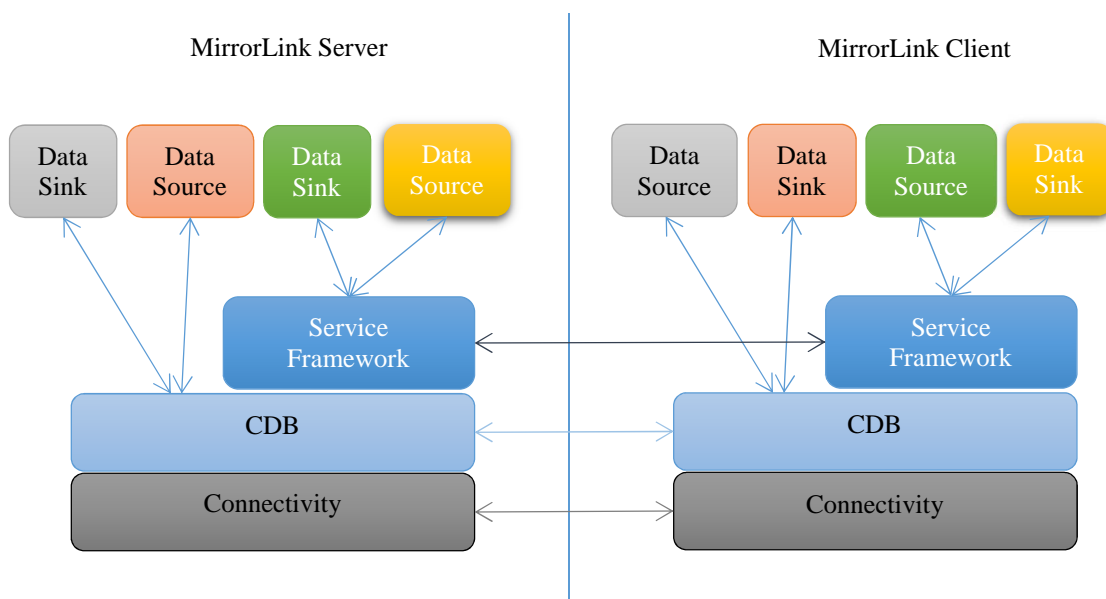 MirrorLink Server
MirrorLink Client
Data
Sink
Data
Source
Data
Sink
Data
Source
Data
Source
Data
Sink
Data
Source
Data
Sink
Service
Framework
Service
Framework
CDB
CDB
Connectivity
Connectivity